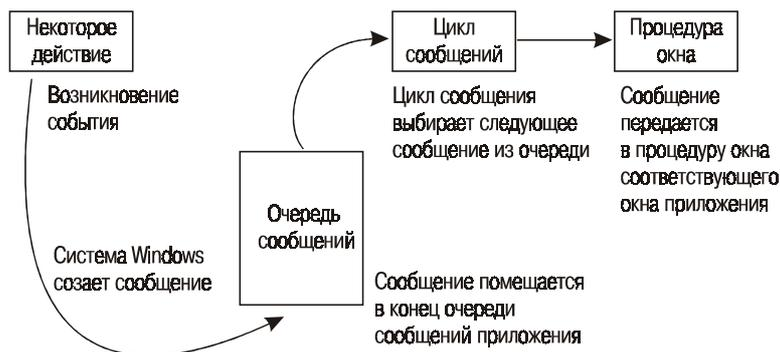 Некоторое
действие
Возникновение
события
Система Windows
созает сообщение
Очередь
сообщений
Сообщение помещается
в конец очереди
сообщений приложения
Цикл
сообщений
Цикл сообщения
выбирает следующее
сообщение из очереди
Процедура
окна
Сообщение
передается
в процедуру окна
соответствующего
окна приложения